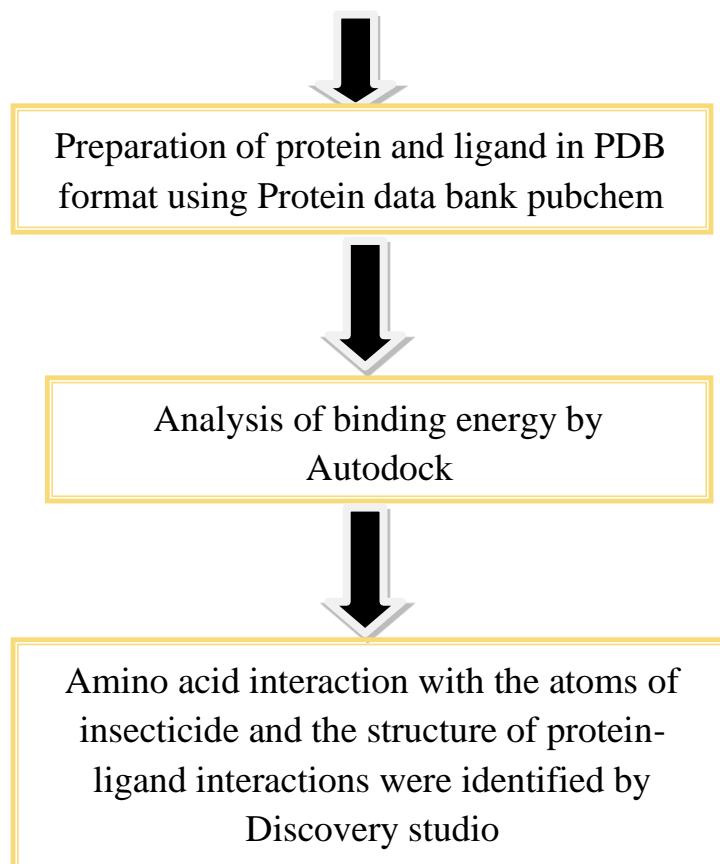 Preparation of protein and ligand in PDB
format using Protein data bank pubchem
Analysis of binding energy by
Autodock
Amino acid interaction with the atoms of
insecticide and the structure of protein-
ligand interactions were identified by
Discovery studio